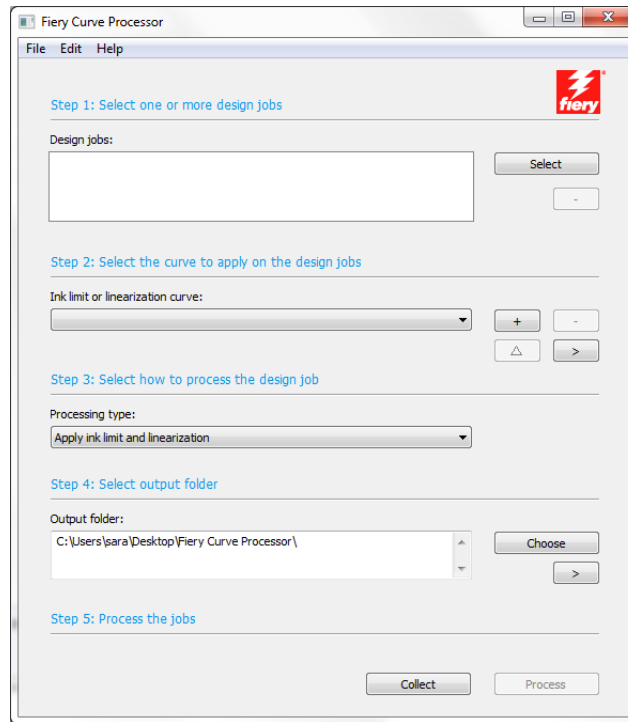 Fiery Curve Processor
File Edit Help
fiery
Step 1: Select one or more design jobs
Design jobs:
Select
-
Step 2: Select the curve to apply on the design jobs
Ink limit or linearization curve:
+ -
△ >
Step 3: Select how to process the design job
Processing type:
Apply ink limit and linearization
Step 4: Select output folder
Output folder:
C:\Users\sara\Desktop\Fiery Curve Processor\
Choose
>
Step 5: Process the jobs
Collect Process